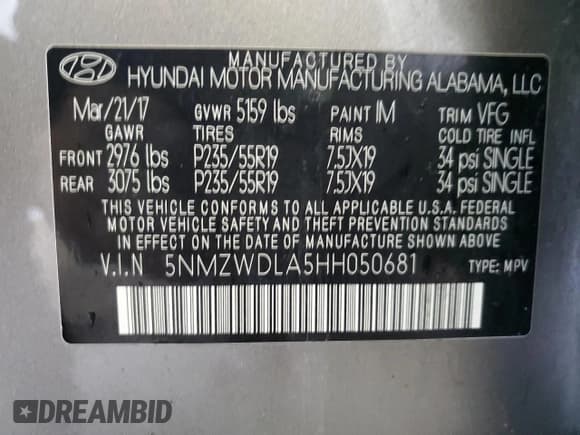 MANUFACTURED BY
HYUNDAI MOTOR MANUFACTURING ALABAMA, LLC
Mar/21/17 GVWR 5159 lbs PAINT IM TRIM VFG
GAWR TIRES RIMS COLD TIRE INFL
FRONT 2976 lbs P235/55R19 7.5JX19 34 psi SINGLE
REAR 3075 lbs P235/55R19 7.5JX19 34 psi SINGLE
THIS VEHICLE CONFORMS TO ALL APPLICABLE U.S.A FEDERAL
MOTOR VEHICLE SAFETY AND THEFT PREVENTION STANDARDS
IN EFFECT ON THE DATE OF MANUFACTURE SHOWN ABOVE.
V.I.N 5NMZWDLA5HH050681 TYPE: MPV
DREAMBID